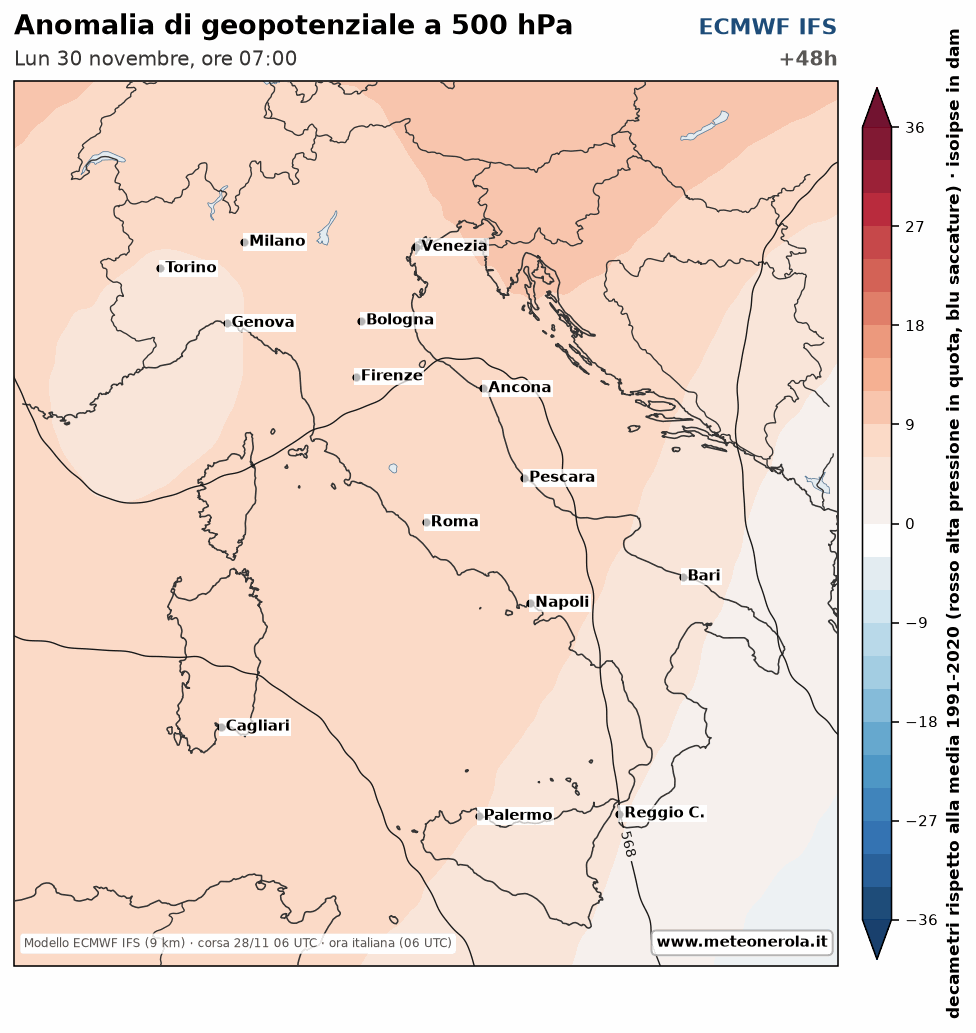 Anomalia di geopotenziale a 500 hPa
ECMWF IFS
Lun 30 novembre, ore 07:00
+48h
Milano
Venezia
Torino
Genova
Bologna
Firenze
Ancona
Pescara
Roma
Bari
Napoli
Cagliari
Palermo
Reggio C.
568
Modello ECMWF IFS (9 km) · corsa 28/11 06 UTC · ora italiana (06 UTC)
www.meteonerola.it
36
27
18
9
0
−9
−18
−27
−36
decametri rispetto alla media 1991-2020 (rosso alta pressione in quota, blu saccature) · isoipse in dam